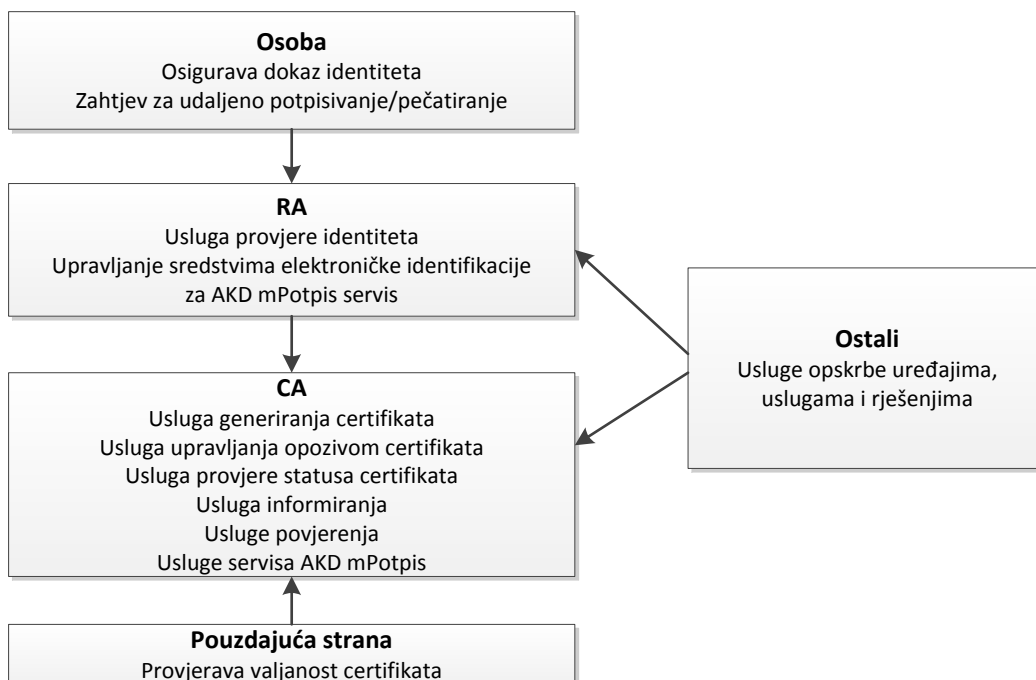 Osoba
Osigurava dokaz identiteta
Zahtjev za udaljeno potpisivanje/pečatiranje
RA
Usluga provjere identiteta
Upravljanje sredstvima elektroničke identifikacije
za AKD mPotpis servis
CA
Usluga generiranja certifikata
Usluga upravljanja opozivom certifikata
Usluga provjere statusa certifikata
Usluga informiranja
Usluge povjerenja
Usluge servisa AKD mPotpis
Ostali
Usluge opskrbe uređajima,
uslugama i rješenjima
Pouzdajuća strana
Provjerava valjanost certifikata